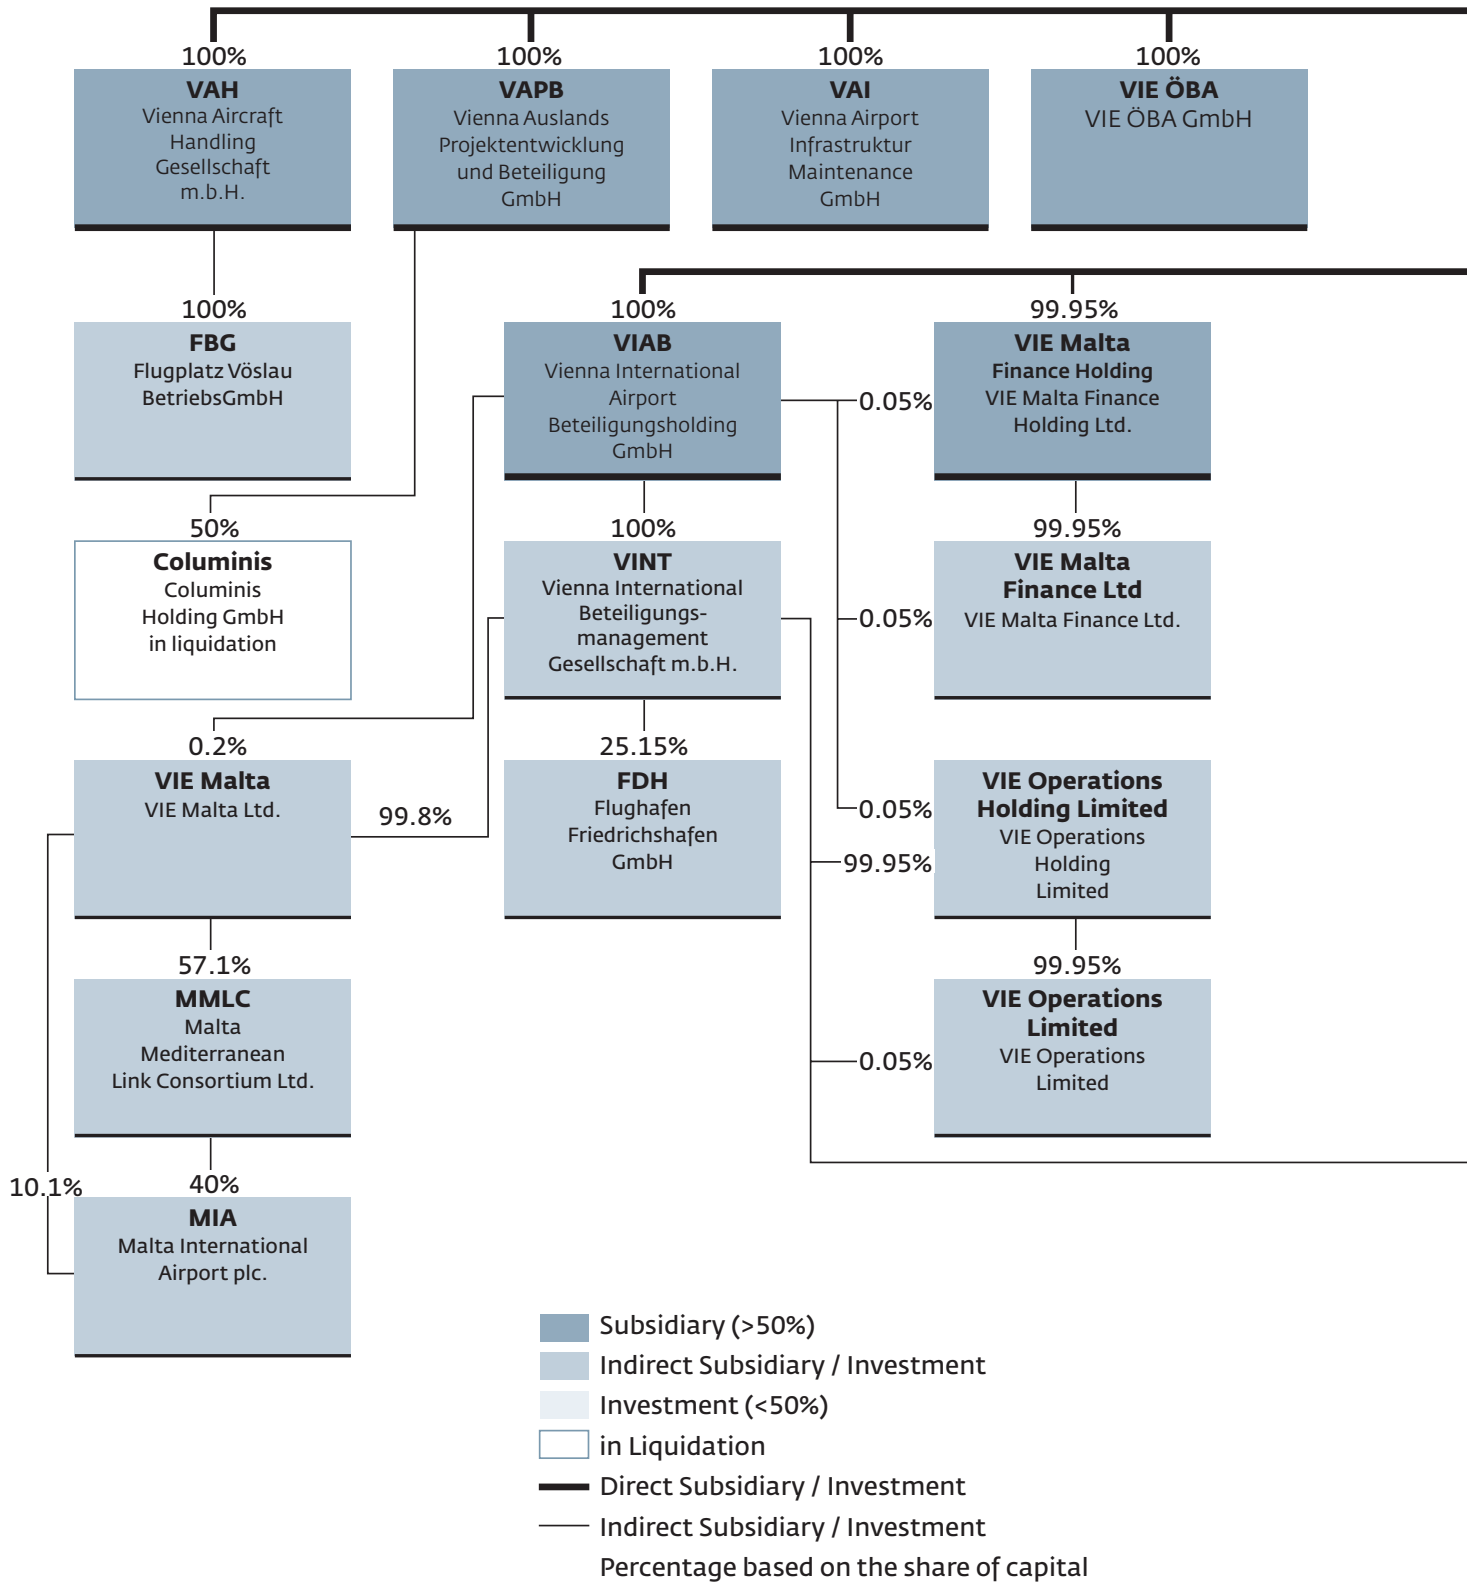 100%
VAH
Vienna Aircraft
Handling
Gesellschaft
m.b.H.
100%
VAPB
Vienna Auslands
Projektentwicklung
und Beteiligung
GmbH
100%
VAI
Vienna Airport
Infrastruktur
Maintenance
GmbH
100%
VIE ÖBA
VIE ÖBA GmbH
100%
FBG
Flugplatz Vöslau
BetriebsGmbH
100%
VIAB
Vienna International
Airport
Beteiligungsholding
GmbH
99.95%
0.05%
VIE Malta
Finance Holding
VIE Malta Finance
Holding Ltd.
50%
Columinis
Columinis
Holding GmbH
in liquidation
100%
VINT
Vienna International
Beteiligungs-
management
Gesellschaft m.b.H.
99.95%
0.05%
VIE Malta
Finance Ltd
VIE Malta Finance Ltd.
0.2%
VIE Malta
VIE Malta Ltd.
99.8%
25.15%
FDH
Flughafen
Friedrichshafen
GmbH
0.05%
99.95%
VIE Operations
Holding Limited
VIE Operations
Holding
Limited
57.1%
MMLC
Malta
Mediterranean
Link Consortium Ltd.
99.95%
0.05%
VIE Operations
Limited
VIE Operations
Limited
10.1%
40%
MIA
Malta International
Airport plc.
Subsidiary (>50%)
Indirect Subsidiary / Investment
Investment (<50%)
in Liquidation
Direct Subsidiary / Investment
Indirect Subsidiary / Investment
Percentage based on the share of capital